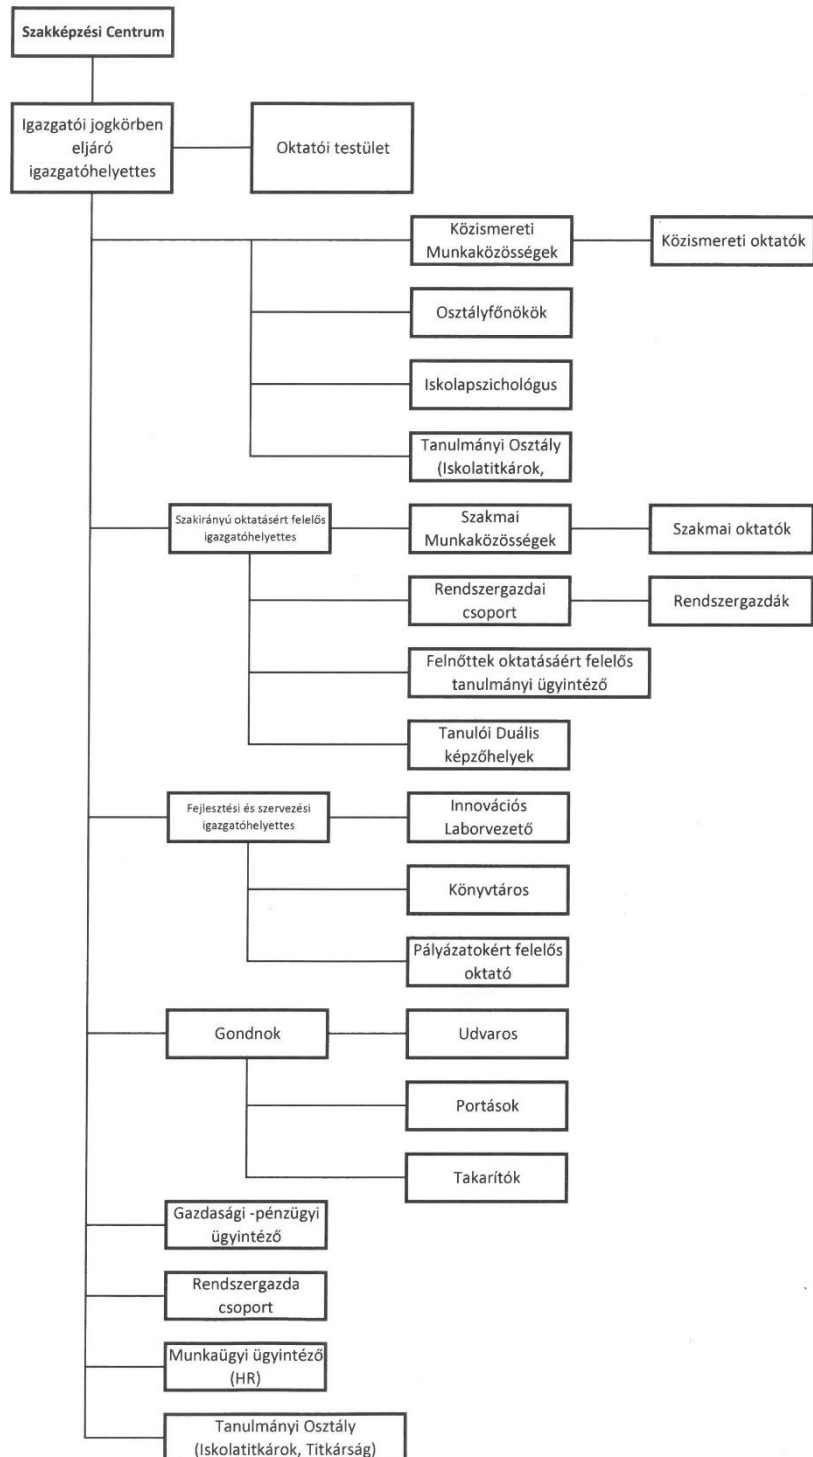 Szakképzési Centrum
Igazgatói jogkörben
eljáró
igazgatóhelyettes
Oktatói testület
Közismereti
Munkaközösségek
Közismereti oktatók
Osztályfőnökök
Iskolapszichológus
Tanulmányi Osztály
(Iskolatitkárok,
Szakirányú oktatásért felelős
igazgatóhelyettes
Szakmai
Munkaközösségek
Szakmai oktatók
Rendszergazdai
csoport
Rendszergazdák
Felnőttek oktatásáért felelős
tanulmányi ügyintéző
Tanulói Duális
képzőhelyek
Fejlesztési és szervezési
igazgatóhelyettes
Innovációs
Laborvezető
Könyvtáros
Pályázatokért felelős
oktató
Gondnok
Udvaros
Portások
Takarítók
Gazdasági -pénzügyi
ügyintéző
Rendszergazda
csoport
Munkaügyi ügyintéző
(HR)
Tanulmányi Osztály
(Iskolatitkárok, Titkárság)